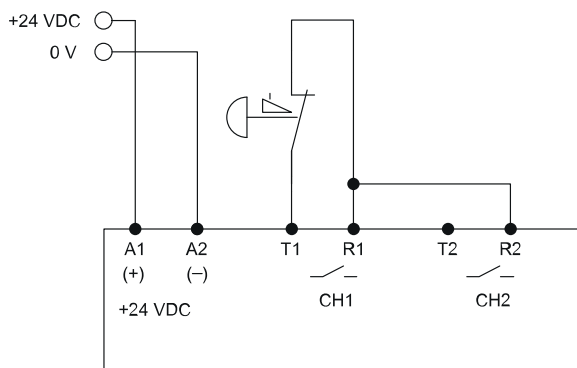 +24 VDC
0 V
A1 A2 T1 R1 T2 R2
(+) (–)
CH1 CH2
+24 VDC